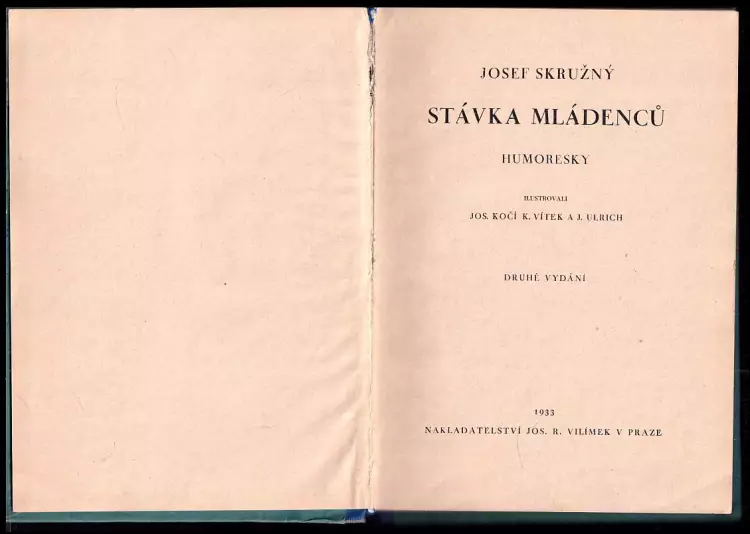 JOSEF SKRUŽNÝ
STÁVKA MLÁDENCŮ
HUMORESKY
ILUSTROVALI
JOS. KOČÍ K. VÍTEK A J. ULRICH
DRUHÉ VYDÁNÍ
1933
NAKLADATELSTVÍ JOS. R. VILÍMEK V PRAZE